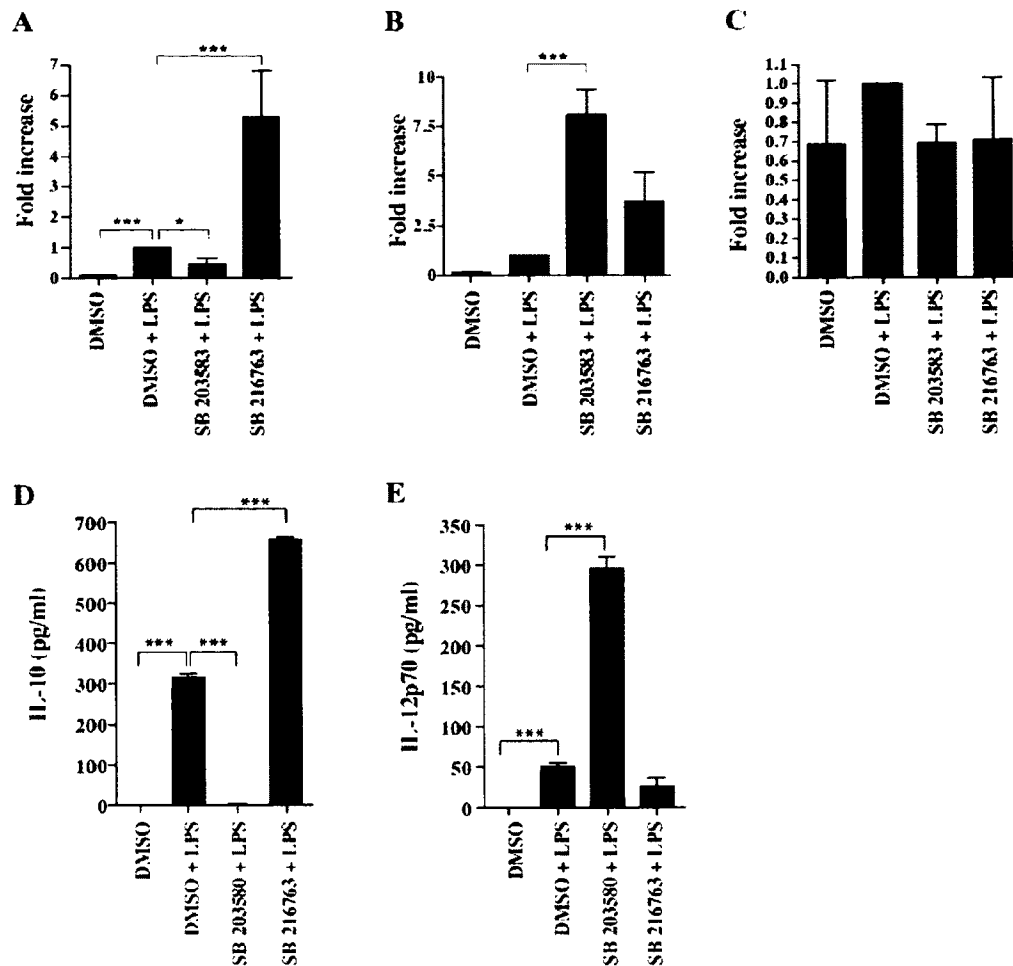 A
Fold increase
7
6
5
4
3
2
1
0
***
***
*
DMSO
DMSO + LPS
SB 203583 + LPS
SB 216763 + LPS
B
Fold increase
10
7.5
5
2.5
0
***
DMSO
DMSO + LPS
SB 203583 + LPS
SB 216763 + LPS
C
Fold increase
1.1
1.0
0.9
0.8
0.7
0.6
0.5
0.4
0.3
0.2
0.1
0.0
DMSO
DMSO + LPS
SB 203583 + LPS
SB 216763 + LPS
D
IL-10 (pg/ml)
700
600
500
400
300
200
100
0
***
***
***
DMSO
DMSO + LPS
SB 203580 + LPS
SB 216763 + LPS
E
IL-12p70 (pg/ml)
350
300
250
200
150
100
50
0
***
***
DMSO
DMSO + LPS
SB 203580 + LPS
SB 216763 + LPS